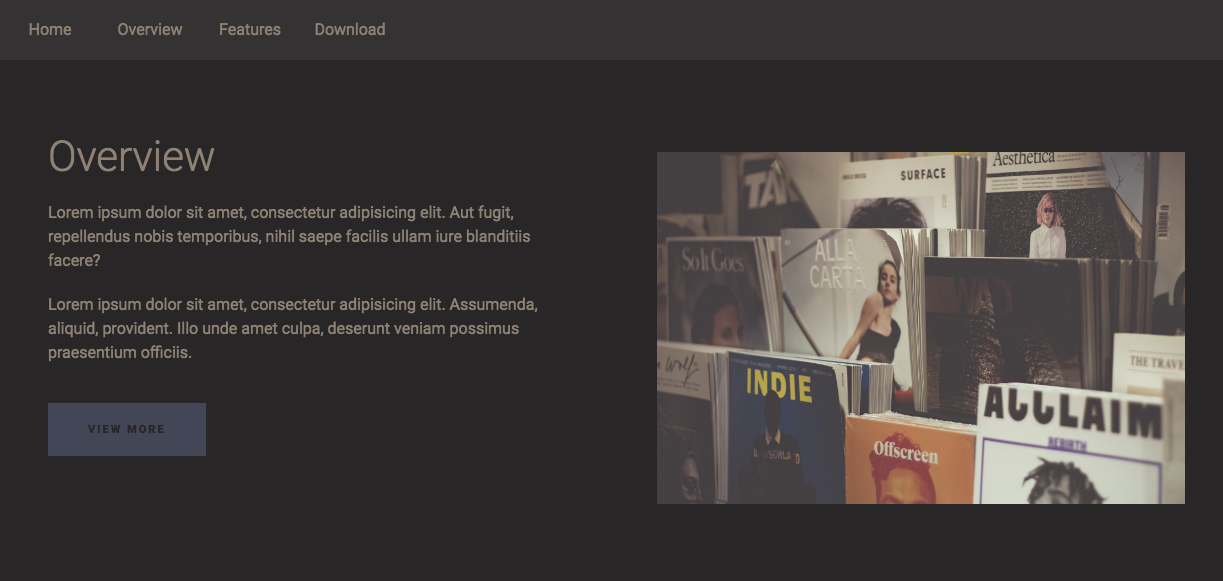 Home Overview Features Download
Overview
Lorem ipsum dolor sit amet, consectetur adipisicing elit. Aut fugit,
repellendus nobis temporibus, nihil saepe facilis ullam iure blanditiis
facere?
Lorem ipsum dolor sit amet, consectetur adipisicing elit. Assumenda,
aliquid, provident. Illo unde amet culpa, deserunt veniam possimus
praesentium officiis.
VIEW MORE
Aesthetica
SURFACE
So It Goes
ALLA
CARTA
THE TRAVE
wolf
INDIE
ACCLAIM
REBIRTH
Offscreen